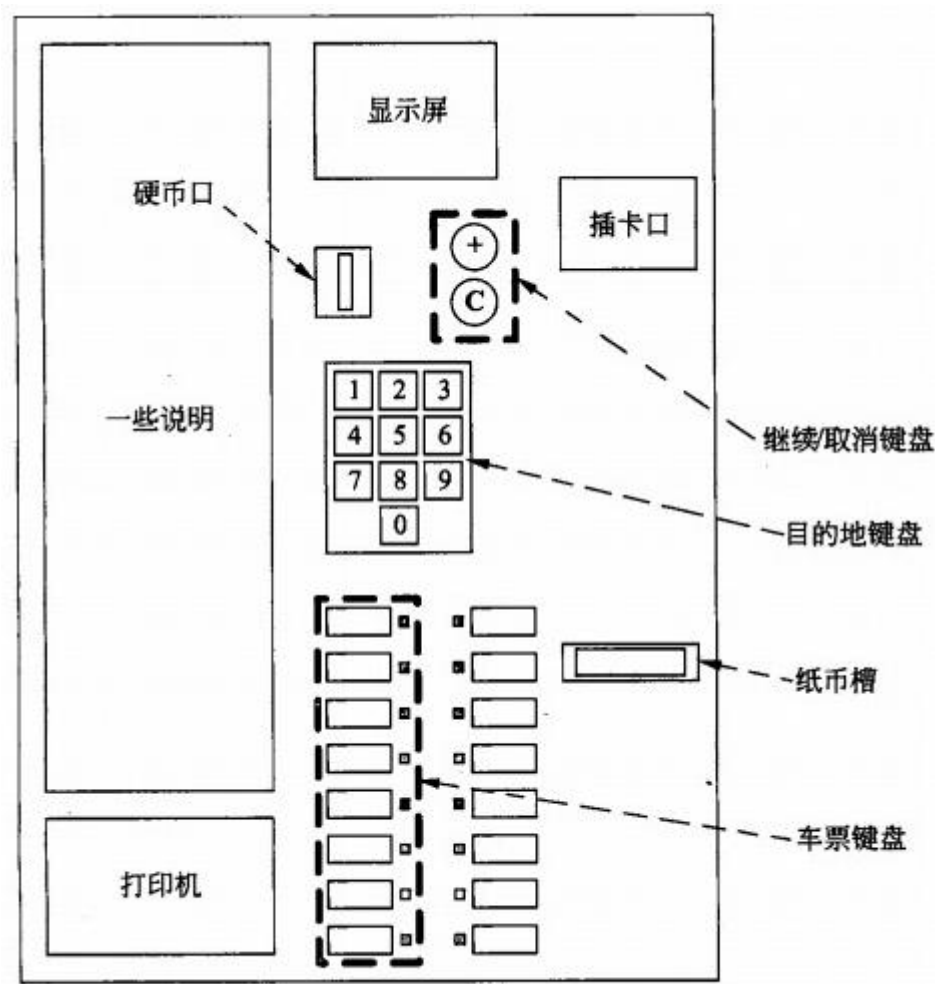 显示屏
硬币口
插卡口
+
C
一些说明
1 2 3
4 5 6
7 8 9
0
继续/取消键盘
目的地键盘
纸币槽
车票键盘
打印机